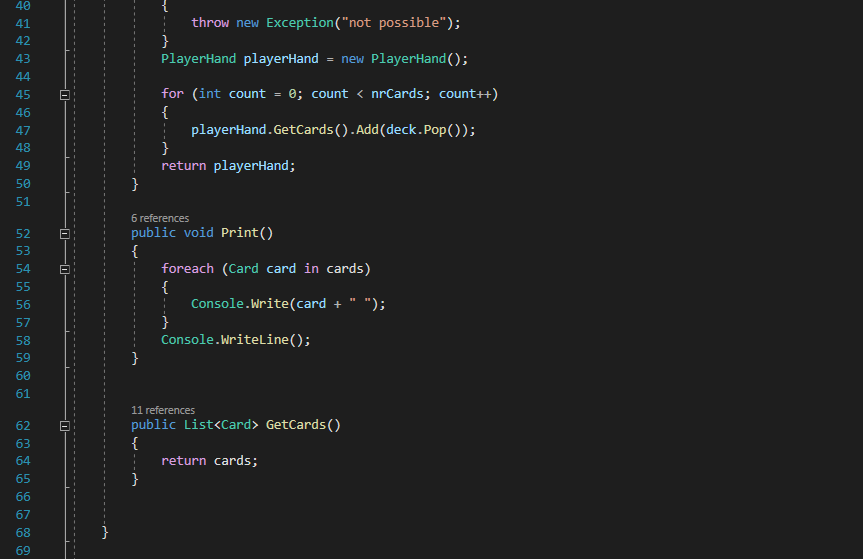 40                  {
41                      throw new Exception("not possible");
42                  }
43                  PlayerHand playerHand = new PlayerHand();
44
45                  for (int count = 0; count < nrCards; count++)
46                  {
47                      playerHand.GetCards().Add(deck.Pop());
48                  }
49                  return playerHand;
50              }
51
                6 references
52              public void Print()
53              {
54                  foreach (Card card in cards)
55                  {
56                      Console.Write(card + " ");
57                  }
58                  Console.WriteLine();
59              }
60
61
                11 references
62              public List<Card> GetCards()
63              {
64                  return cards;
65              }
66
67
68          }
69